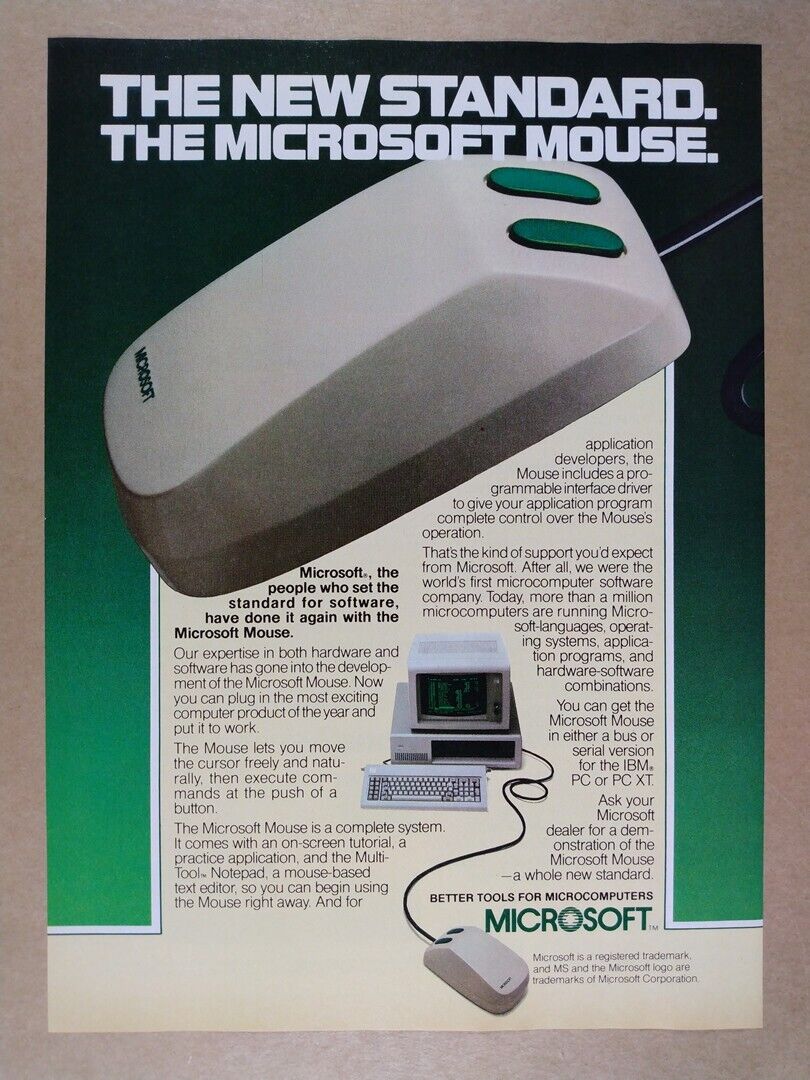 THE NEW STANDARD.
THE MICROSOFT MOUSE.
MICROSOFT
Microsoft®, the
people who set the
standard for software,
have done it again with the
Microsoft Mouse.
Our expertise in both hardware and
software has gone into the develop-
ment of the Microsoft Mouse. Now
you can plug in the most exciting
computer product of the year and
put it to work.
The Mouse lets you move
the cursor freely and natu-
rally, then execute com-
mands at the push of a
button.
The Microsoft Mouse is a complete system.
It comes with an on-screen tutorial, a
practice application, and the Multi-
Tool™ Notepad, a mouse-based
text editor, so you can begin using
the Mouse right away. And for
application
developers, the
Mouse includes a pro-
grammable interface driver
to give your application program
complete control over the Mouse's
operation.
That's the kind of support you'd expect
from Microsoft. After all, we were the
world's first microcomputer software
company. Today, more than a million
microcomputers are running Micro-
soft-languages, operat-
ing systems, applica-
tion programs, and
hardware-software
combinations.
You can get the
Microsoft Mouse
in either a bus or
serial version
for the IBM®
PC or PC XT.
Ask your
Microsoft
dealer for a dem-
onstration of the
Microsoft Mouse
—a whole new standard.
BETTER TOOLS FOR MICROCOMPUTERS
MICROSOFT™
MICROSOFT
Microsoft is a registered trademark,
and MS and the Microsoft logo are
trademarks of Microsoft Corporation.